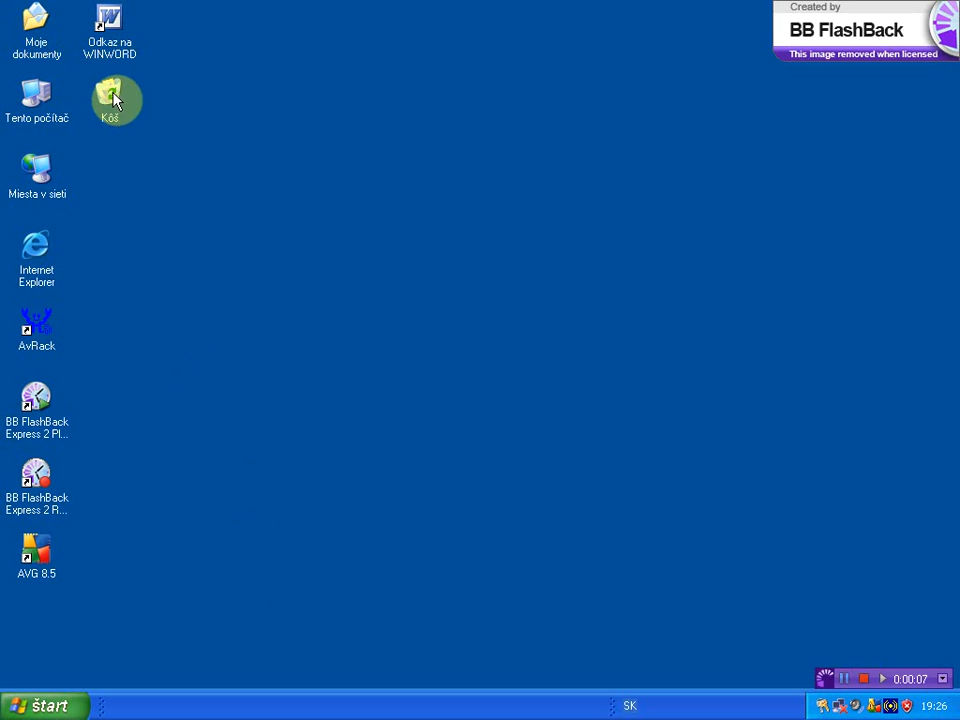 Moje
dokumenty
Odkaz na
WINWORD
Created by
BB FlashBack
This image removed when licensed
Tento počítač
Kôš
Miesta v sieti
Internet
Explorer
AvRack
BB FlashBack
Express 2 Pl...
BB FlashBack
Express 2 R...
AVG 8.5
0:00:07
štart
SK
19:26